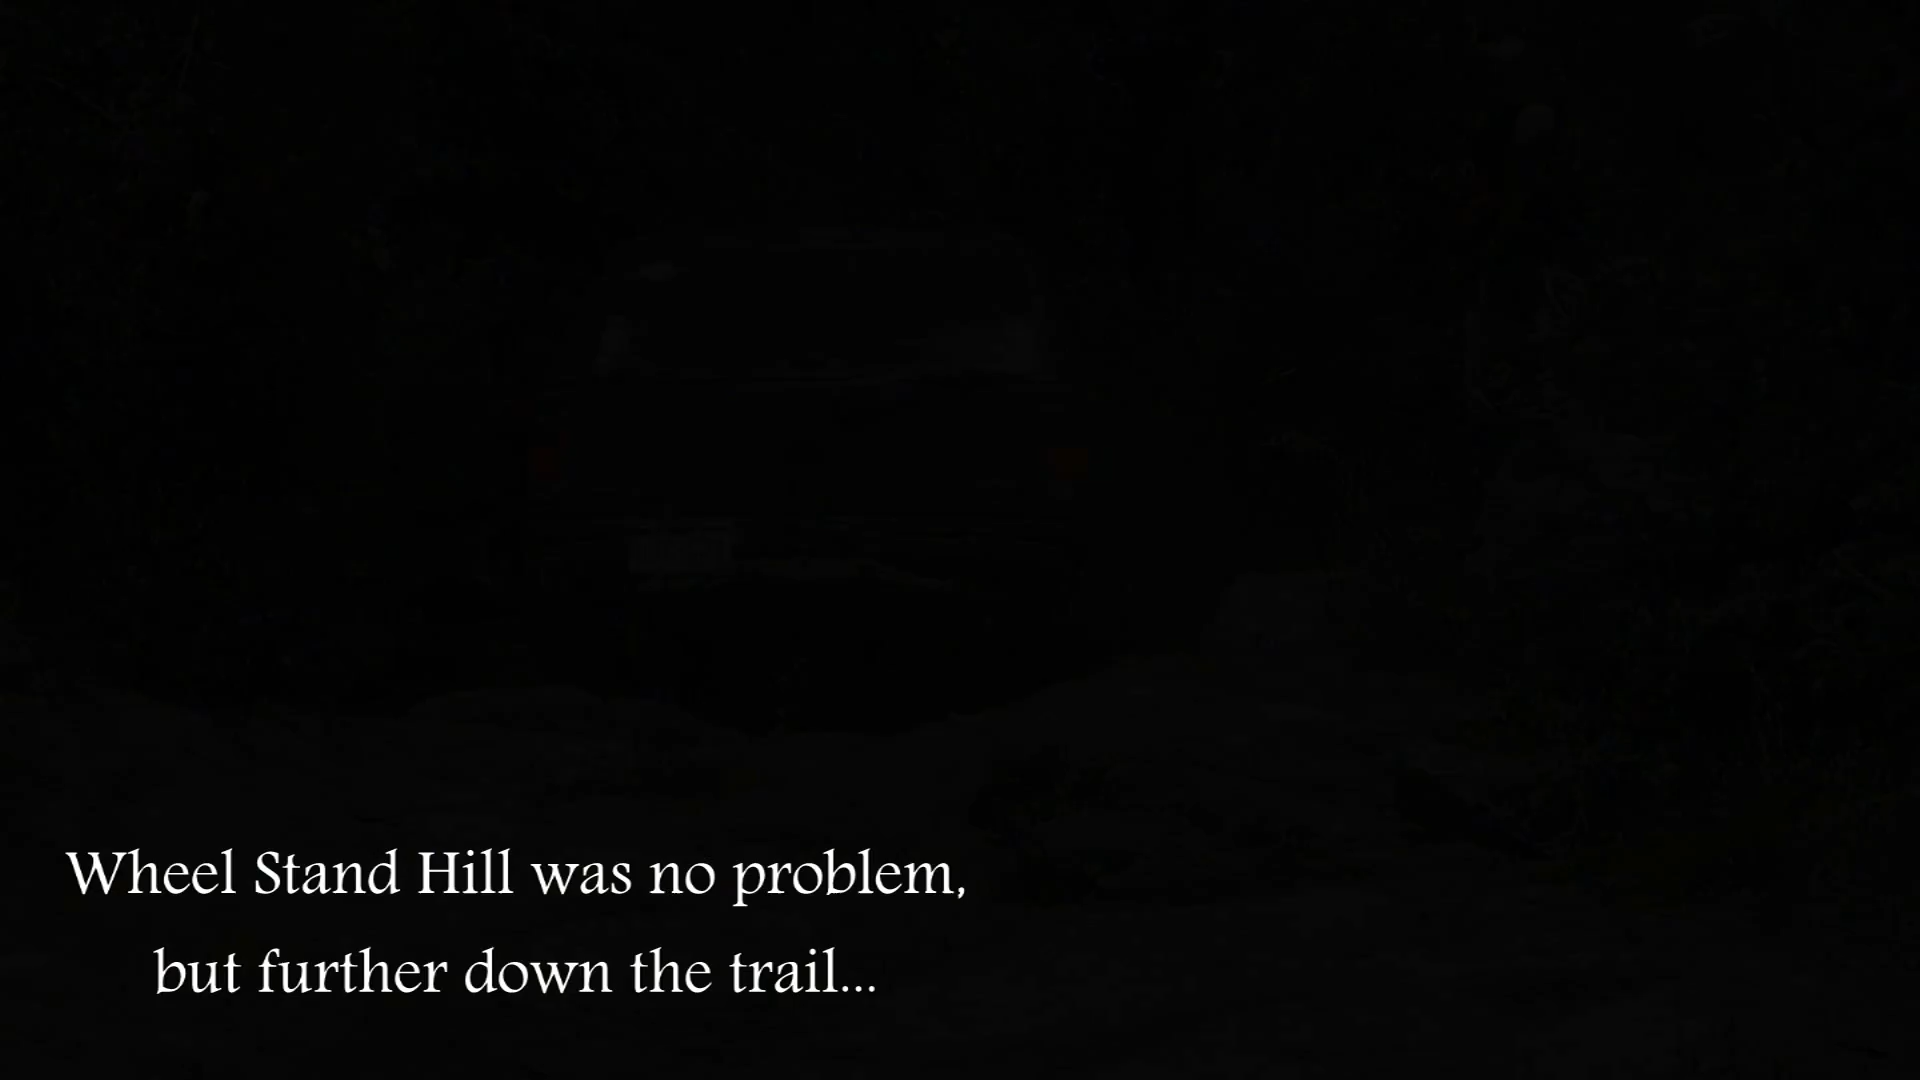 Wheel Stand Hill was no problem,
but further down the trail...